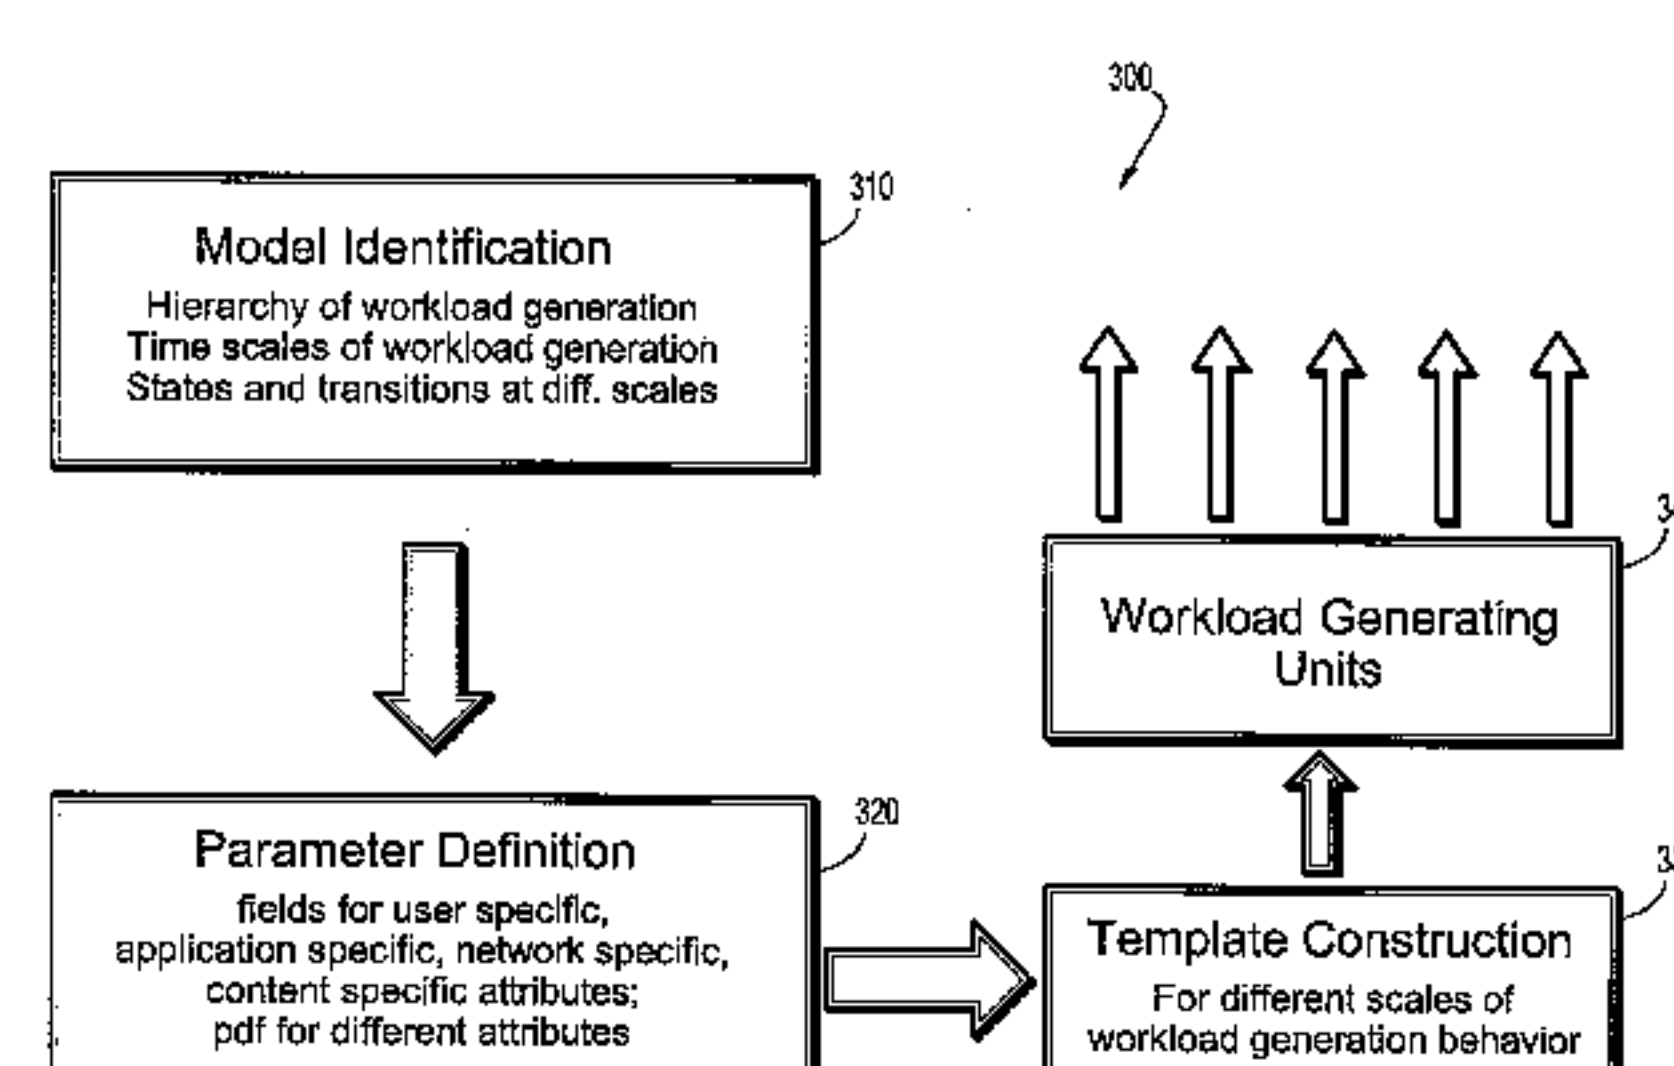 300
310
Model Identification
Hierarchy of workload generation
Time scales of workload generation
States and transitions at diff. scales
Workload Generating
Units
320
Parameter Definition
fields for user specific,
application specific, network specific,
content specific attributes;
pdf for different attributes
Template Construction
For different scales of
workload generation behavior